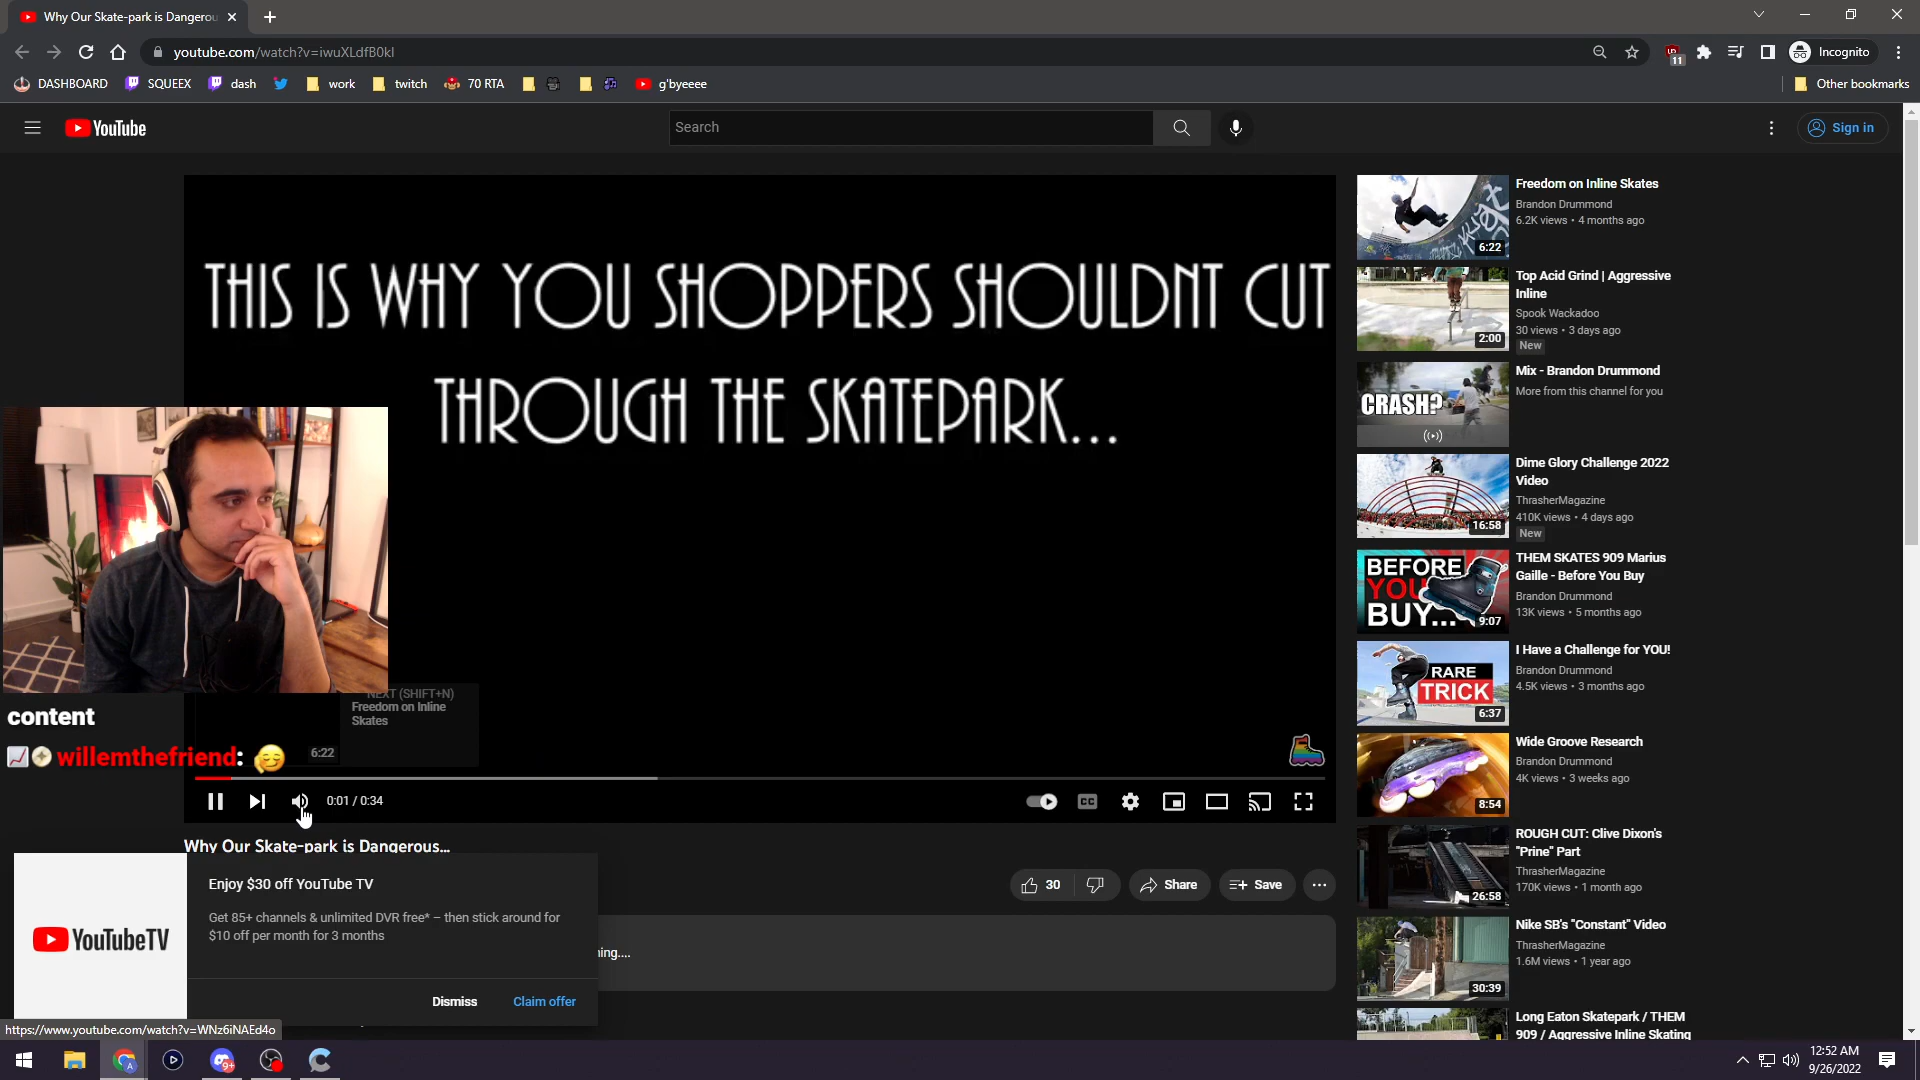 Why Our Skate-park is Dangerou
youtube.com/watch?v=iwuXLdfB0kI
11
Incognito
DASHBOARD
SQUEEX
dash
work
twitch
70 RTA
g'byeeee
Other bookmarks
YouTube
Search
Sign in
THIS IS WHY YOU SHOPPERS SHOULDNT CUT
THROUGH THE SKATEPARK...
content
willemthefriend:
NEXT (SHIFT+N)
Freedom on Inline
Skates
6:22
0:01 / 0:34
CC
Why Our Skate-park is Dangerous...
30
Share
Save
hing....
YouTubeTV
Enjoy $30 off YouTube TV
Get 85+ channels & unlimited DVR free* – then stick around for
$10 off per month for 3 months
Dismiss
Claim offer
https://www.youtube.com/watch?v=WNz6iNAEd4o
6:22
Freedom on Inline Skates
Brandon Drummond
6.2K views • 4 months ago
2:00
Top Acid Grind | Aggressive
Inline
Spook Wackadoo
30 views • 3 days ago
New
CRASH?
Mix - Brandon Drummond
More from this channel for you
16:58
Dime Glory Challenge 2022
Video
ThrasherMagazine
410K views • 4 days ago
New
BEFORE
YOU
BUY...
9:07
THEM SKATES 909 Marius
Gaille - Before You Buy
Brandon Drummond
13K views • 5 months ago
RARE
TRICK
6:37
I Have a Challenge for YOU!
Brandon Drummond
4.5K views • 3 months ago
8:54
Wide Groove Research
Brandon Drummond
4K views • 3 weeks ago
26:58
ROUGH CUT: Clive Dixon's
"Prine" Part
ThrasherMagazine
170K views • 1 month ago
30:39
Nike SB's "Constant" Video
ThrasherMagazine
1.6M views • 1 year ago
Long Eaton Skatepark / THEM
909 / Aggressive Inline Skating
9+
12:52 AM
9/26/2022